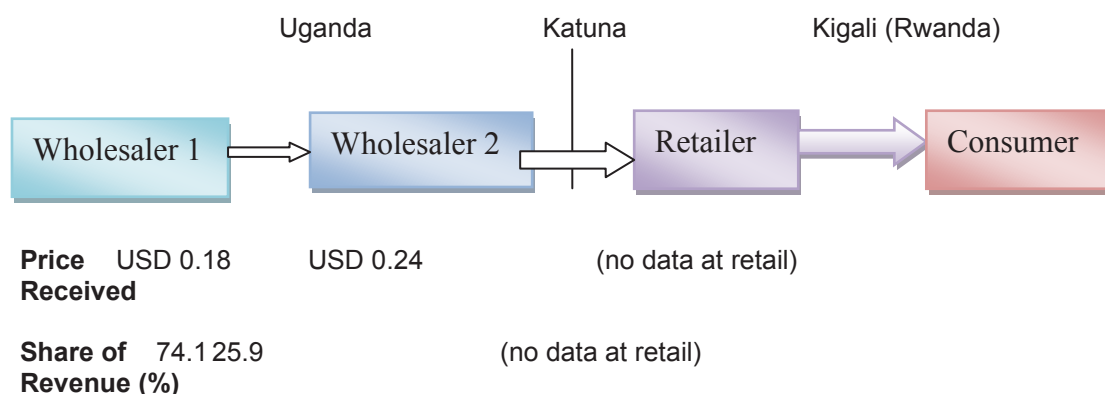 Uganda Katuna Kigali (Rwanda)
Wholesaler 1 Wholesaler 2 Retailer Consumer
Price USD 0.18 USD 0.24 (no data at retail)
Received
Share of 74.1 25.9 (no data at retail)
Revenue (%)